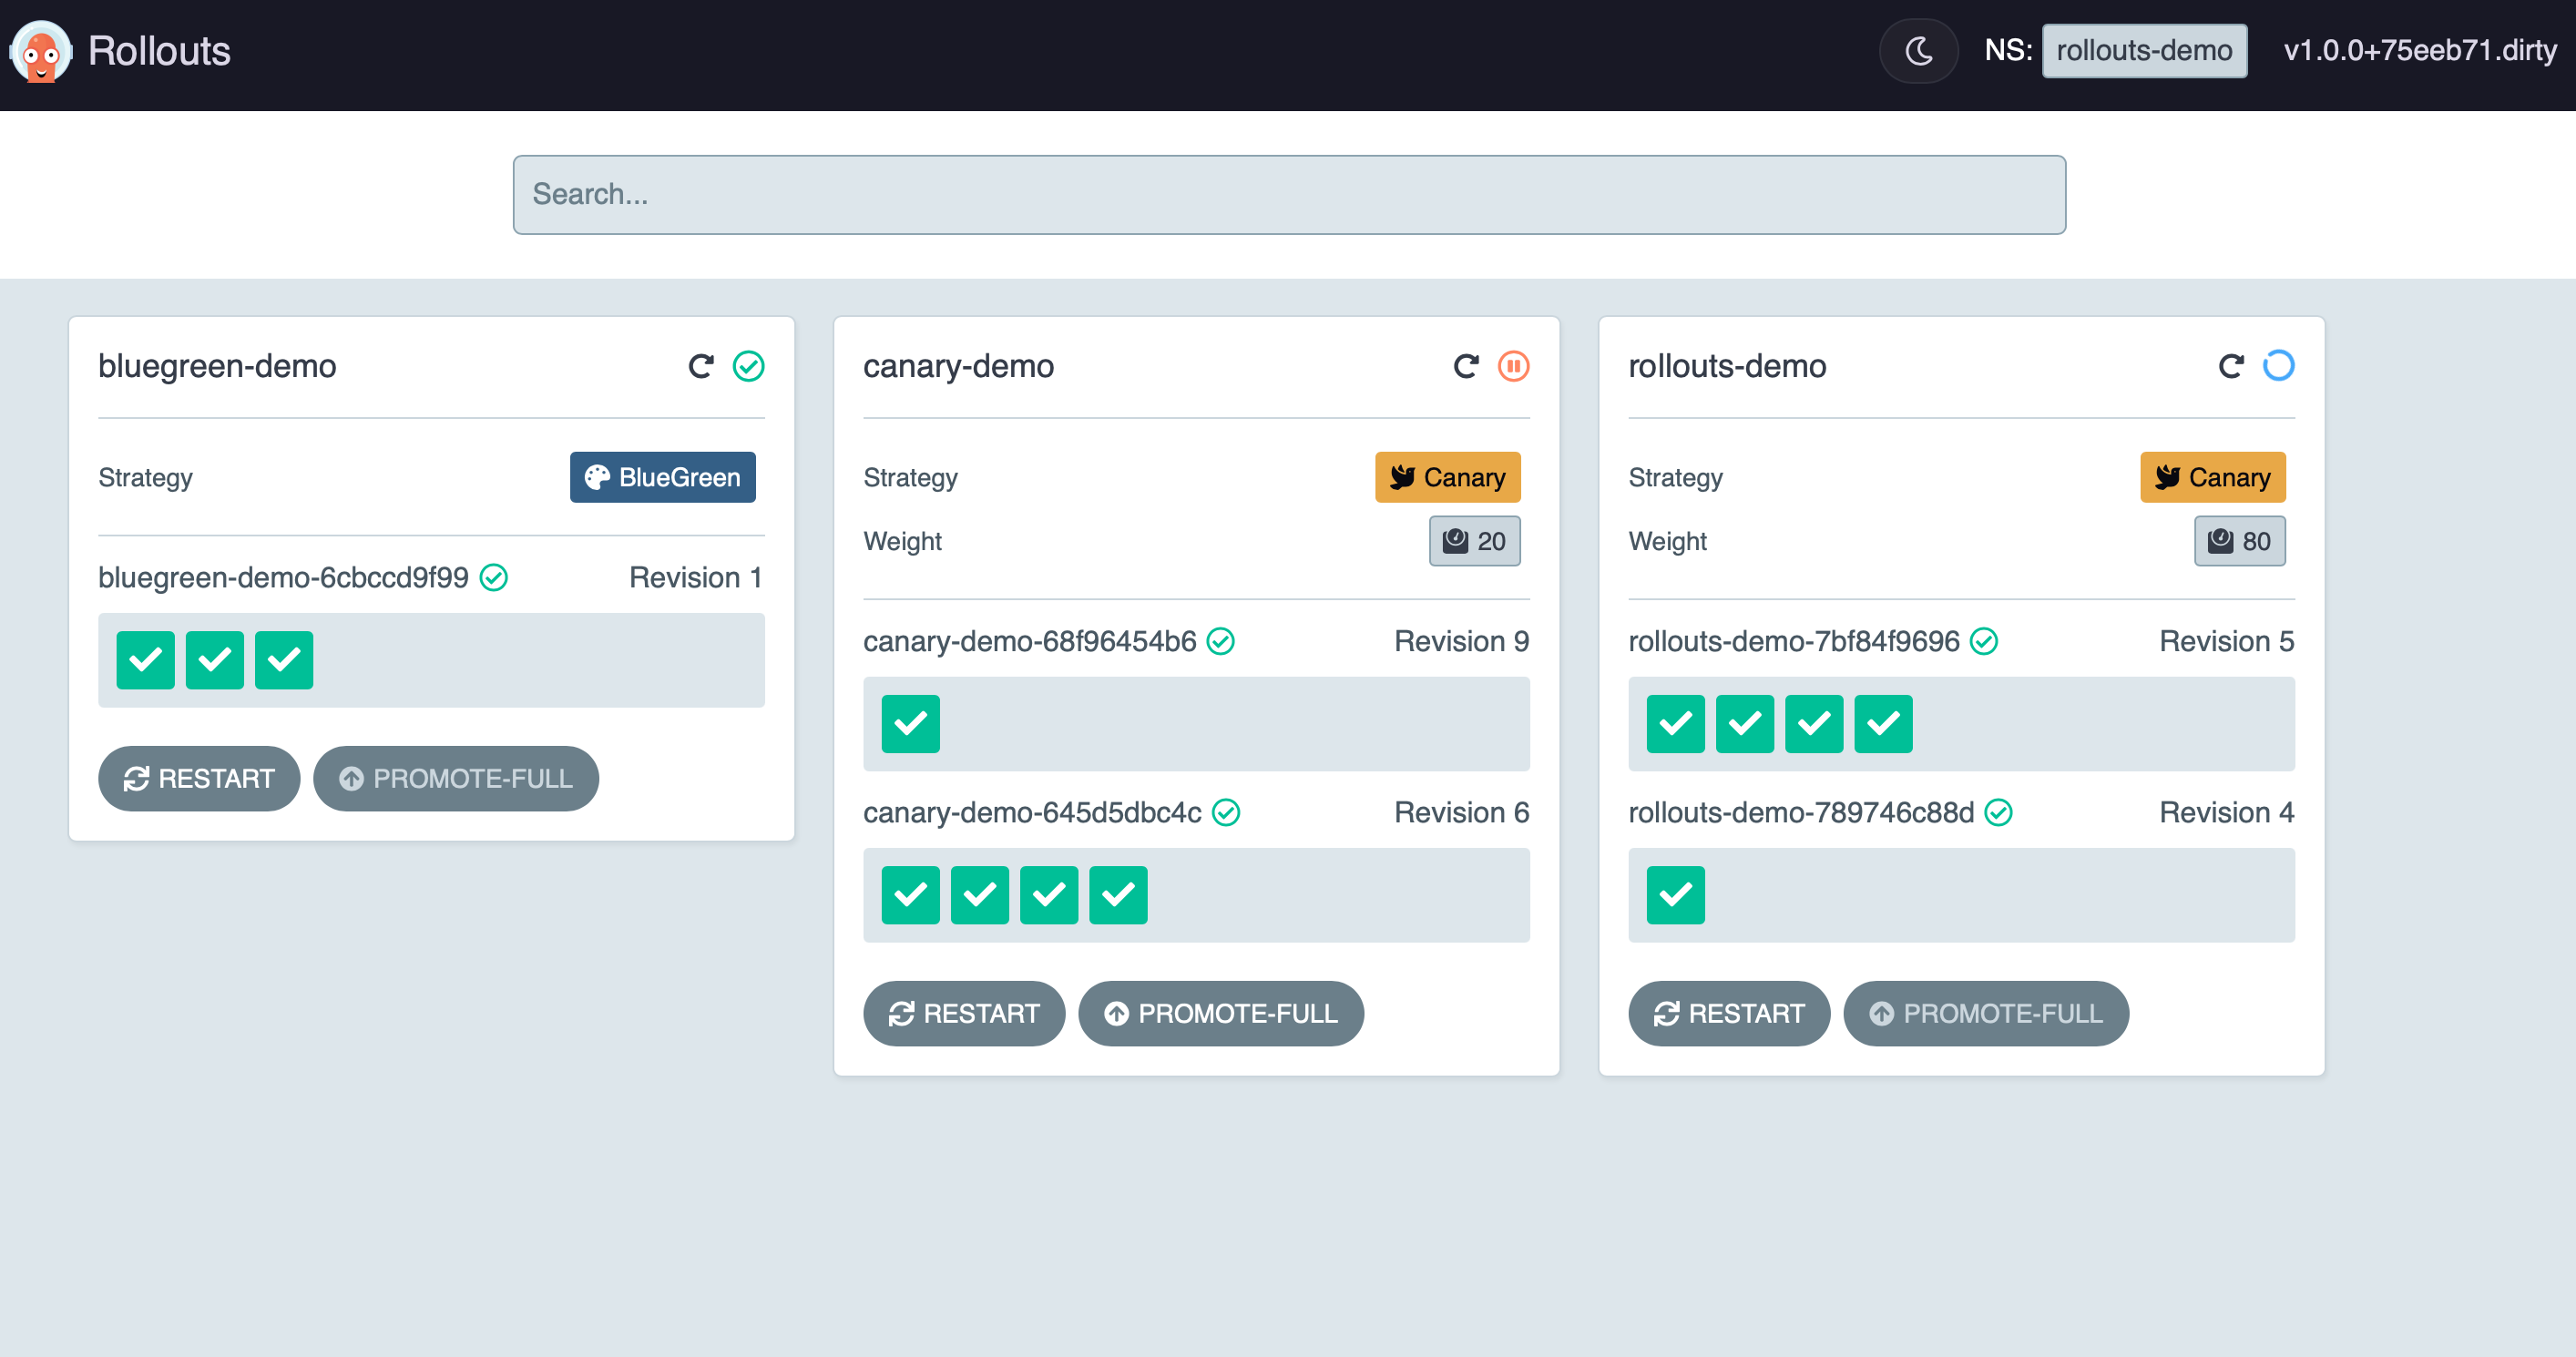 Rollouts
NS: rollouts-demo v1.0.0+75eeb71.dirty
Search...
bluegreen-demo
Strategy BlueGreen
bluegreen-demo-6cbccd9f99 Revision 1
RESTART PROMOTE-FULL
canary-demo
Strategy Canary
Weight 20
canary-demo-68f96454b6 Revision 9
canary-demo-645d5dbc4c Revision 6
RESTART PROMOTE-FULL
rollouts-demo
Strategy Canary
Weight 80
rollouts-demo-7bf84f9696 Revision 5
rollouts-demo-789746c88d Revision 4
RESTART PROMOTE-FULL